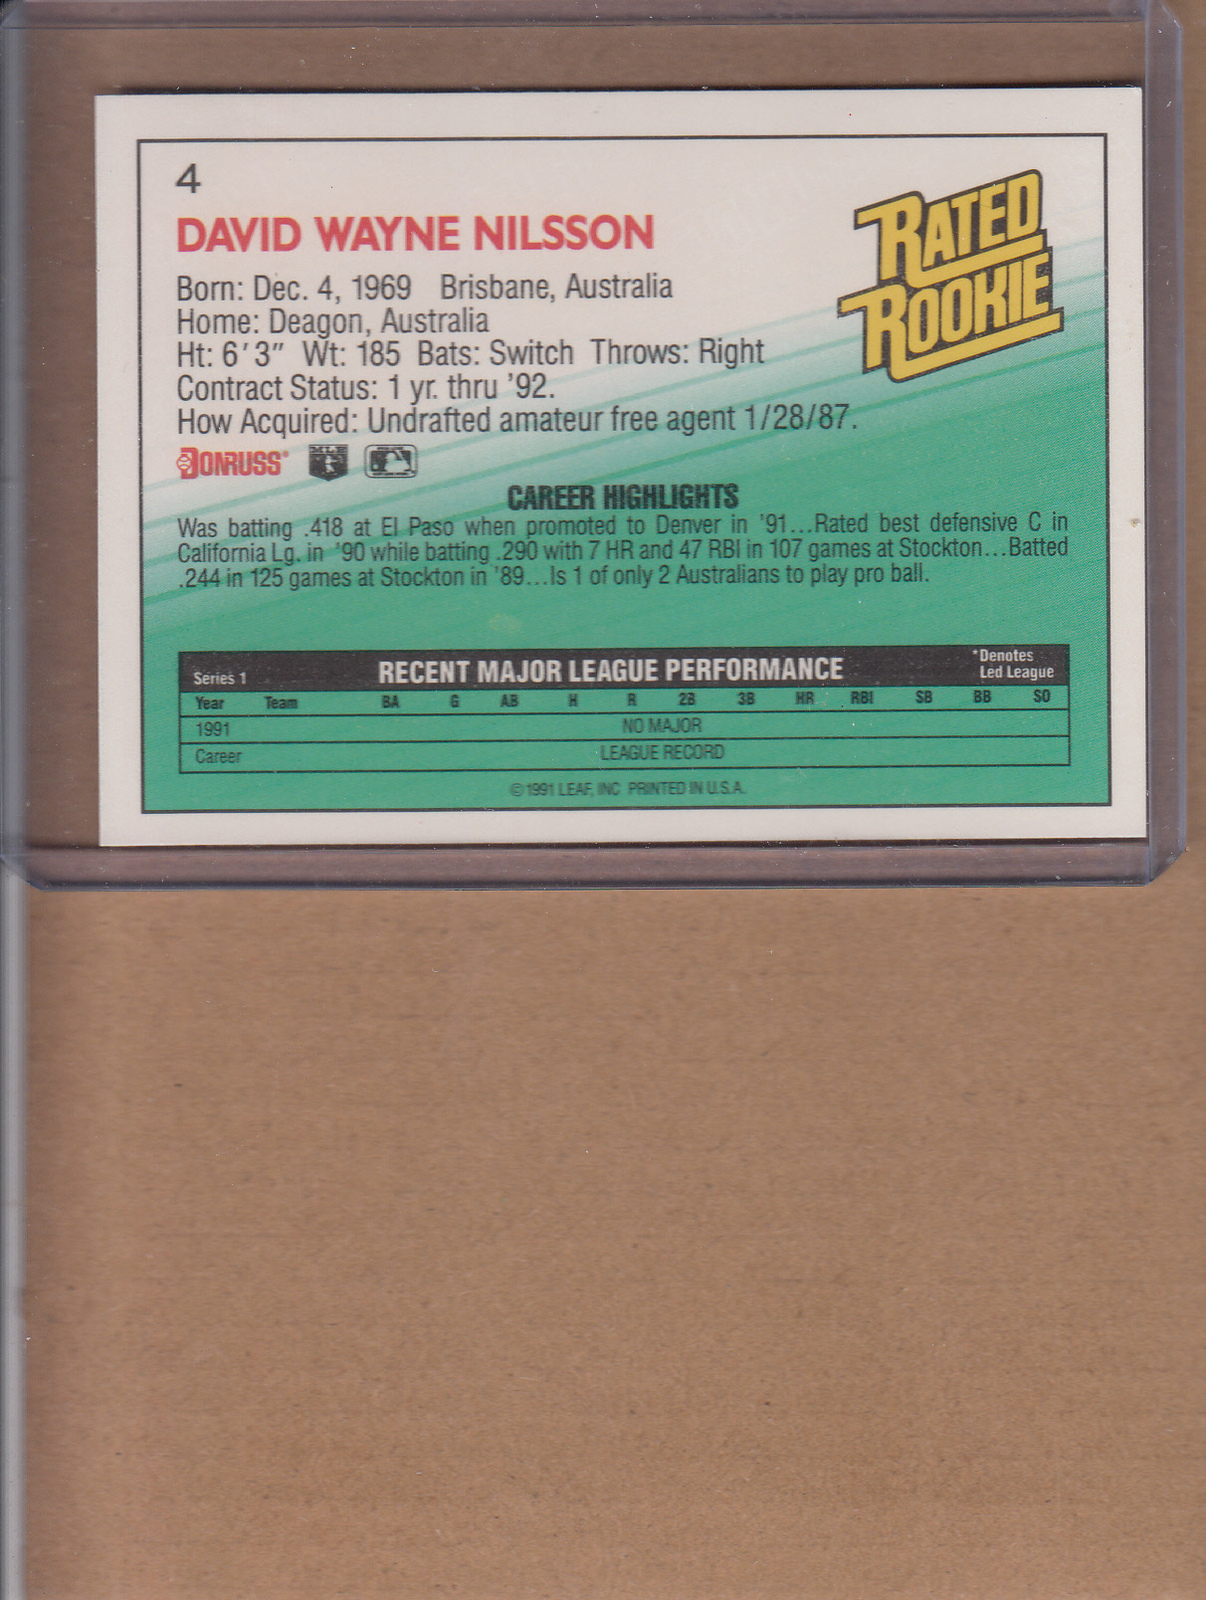 4
DAVID WAYNE NILSSON
RATED
ROOKIE
Born: Dec. 4, 1969 Brisbane, Australia
Home: Deagon, Australia
Ht: 6'3" Wt: 185 Bats: Switch Throws: Right
Contract Status: 1 yr. thru '92.
How Acquired: Undrafted amateur free agent 1/28/87.
DONRUSS®
CAREER HIGHLIGHTS
Was batting .418 at El Paso when promoted to Denver in '91...Rated best defensive C in
California Lg. in '90 while batting .290 with 7 HR and 47 RBI in 107 games at Stockton...Batted
.244 in 125 games at Stockton in '89...Is 1 of only 2 Australians to play pro ball.
Series 1 RECENT MAJOR LEAGUE PERFORMANCE *Denotes
Led League
Year Team BA G AB H R 2B 3B HR RBI SB BB SO
1991 NO MAJOR
Career LEAGUE RECORD
©1991 LEAF, INC PRINTED IN U.S.A.